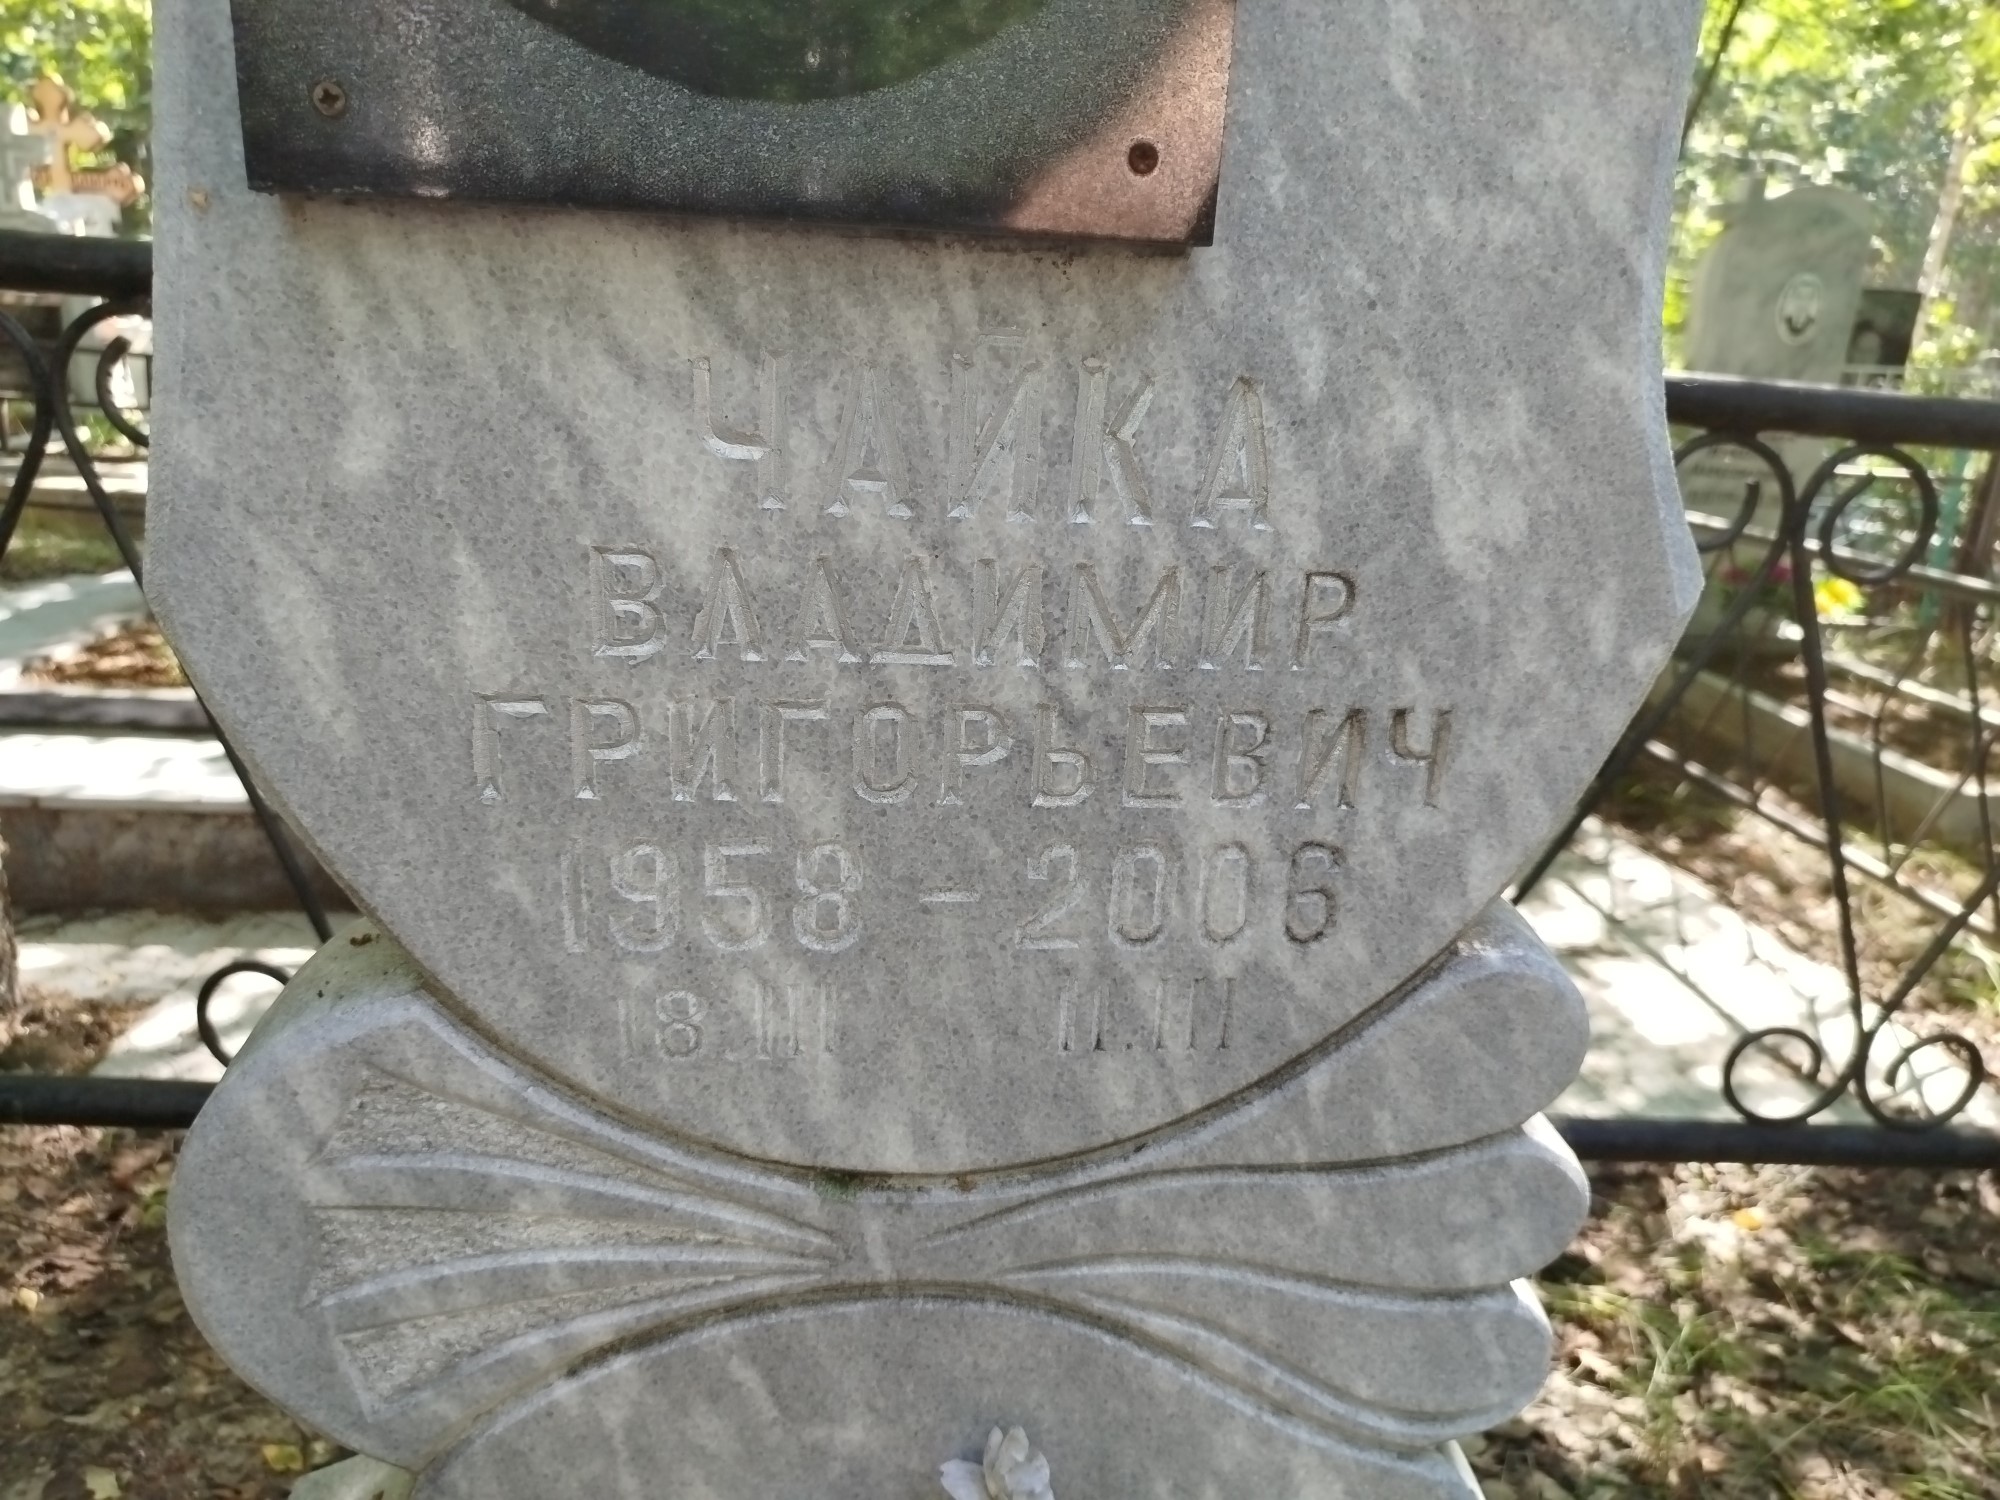 ЧАЙКА
ВЛАДИМИР
ГРИГОРЬЕВИЧ
1958 - 2006
18.III 11.III